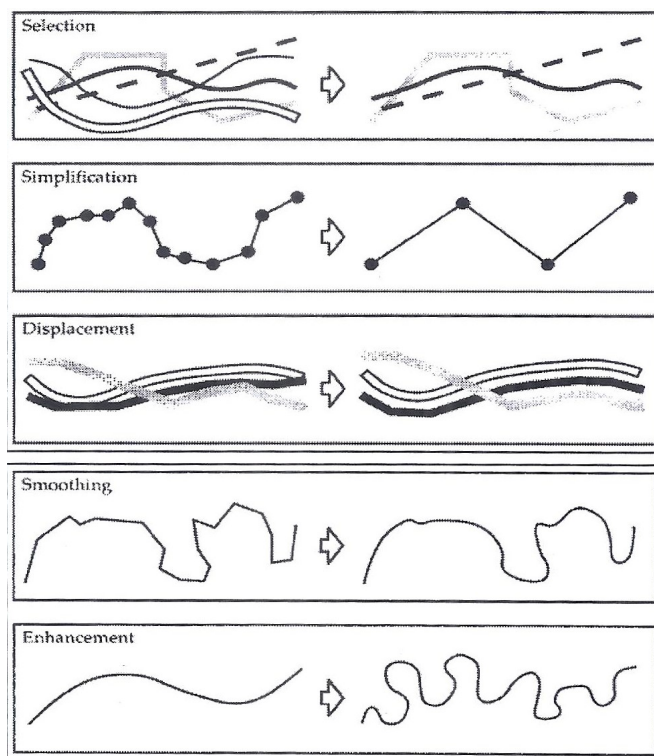 Selection
Simplification
Displacement
Smoothing
Enhancement